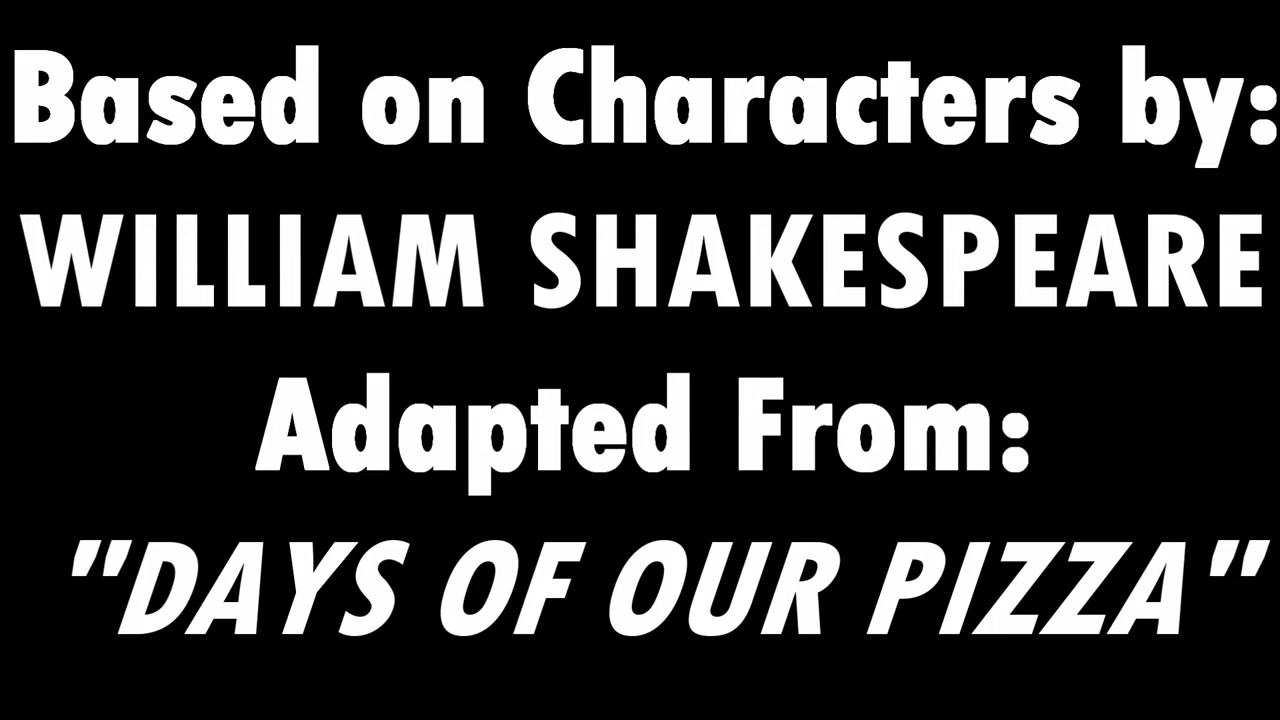 Based on Characters by:
WILLIAM SHAKESPEARE
Adapted From:
"DAYS OF OUR PIZZA"